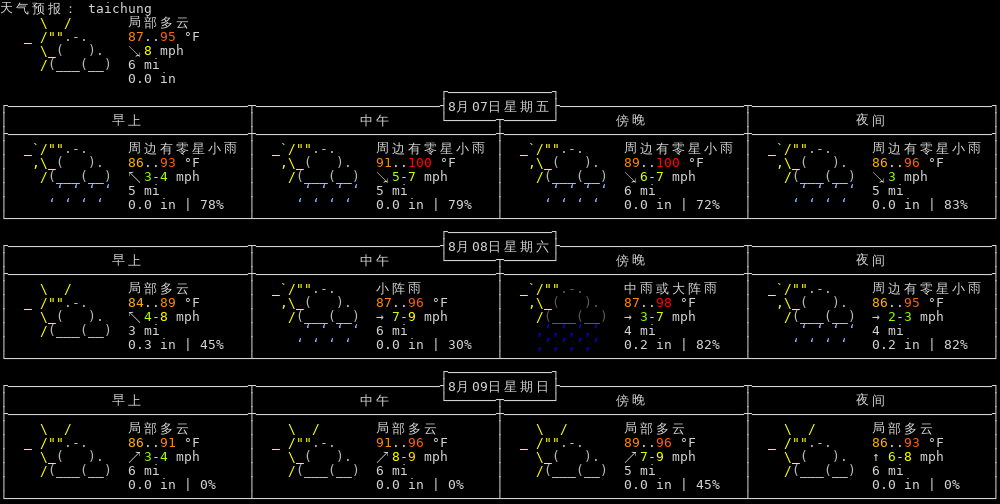 天气预报： taichung
局部多云
87..95 °F
↘8 mph
6 mi
0.0 in
8月07日星期五
早上 中午 傍晚 夜间
周边有零星小雨 周边有零星小雨 周边有零星小雨 周边有零星小雨
86..93 °F 91..100 °F 89..100 °F 86..96 °F
↖3-4 mph ↘5-7 mph ↘6-7 mph ↘3 mph
5 mi 5 mi 6 mi 5 mi
0.0 in | 78% 0.0 in | 79% 0.0 in | 72% 0.0 in | 83%
8月08日星期六
早上 中午 傍晚 夜间
局部多云 小阵雨 中雨或大阵雨 周边有零星小雨
84..89 °F 87..96 °F 87..98 °F 86..95 °F
↖4-8 mph → 7-9 mph → 3-7 mph → 2-3 mph
3 mi 6 mi 4 mi 4 mi
0.3 in | 45% 0.0 in | 30% 0.2 in | 82% 0.2 in | 82%
8月09日星期日
早上 中午 傍晚 夜间
局部多云 局部多云 局部多云 局部多云
86..91 °F 91..96 °F 89..96 °F 86..93 °F
↗3-4 mph ↗8-9 mph ↗7-9 mph ↑ 6-8 mph
6 mi 6 mi 5 mi 6 mi
0.0 in | 0% 0.0 in | 0% 0.0 in | 45% 0.0 in | 0%